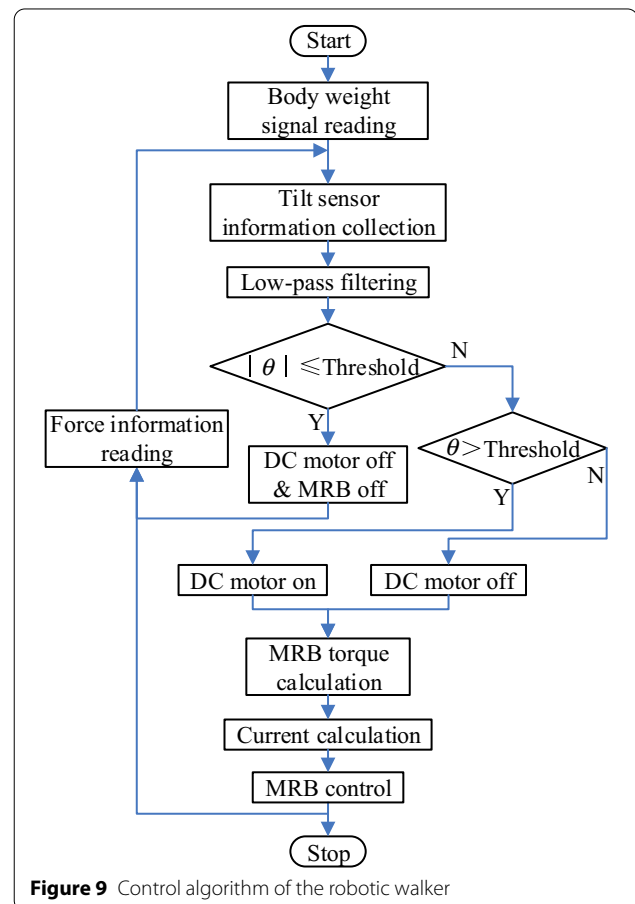 Start
Body weight
signal reading
Tilt sensor
information collection
Low-pass filtering
| θ | ≤Threshold
N
Y
Force information
reading
DC motor off
& MRB off
θ>Threshold
Y
N
DC motor on
DC motor off
MRB torque
calculation
Current calculation
MRB control
Stop
Figure 9 Control algorithm of the robotic walker